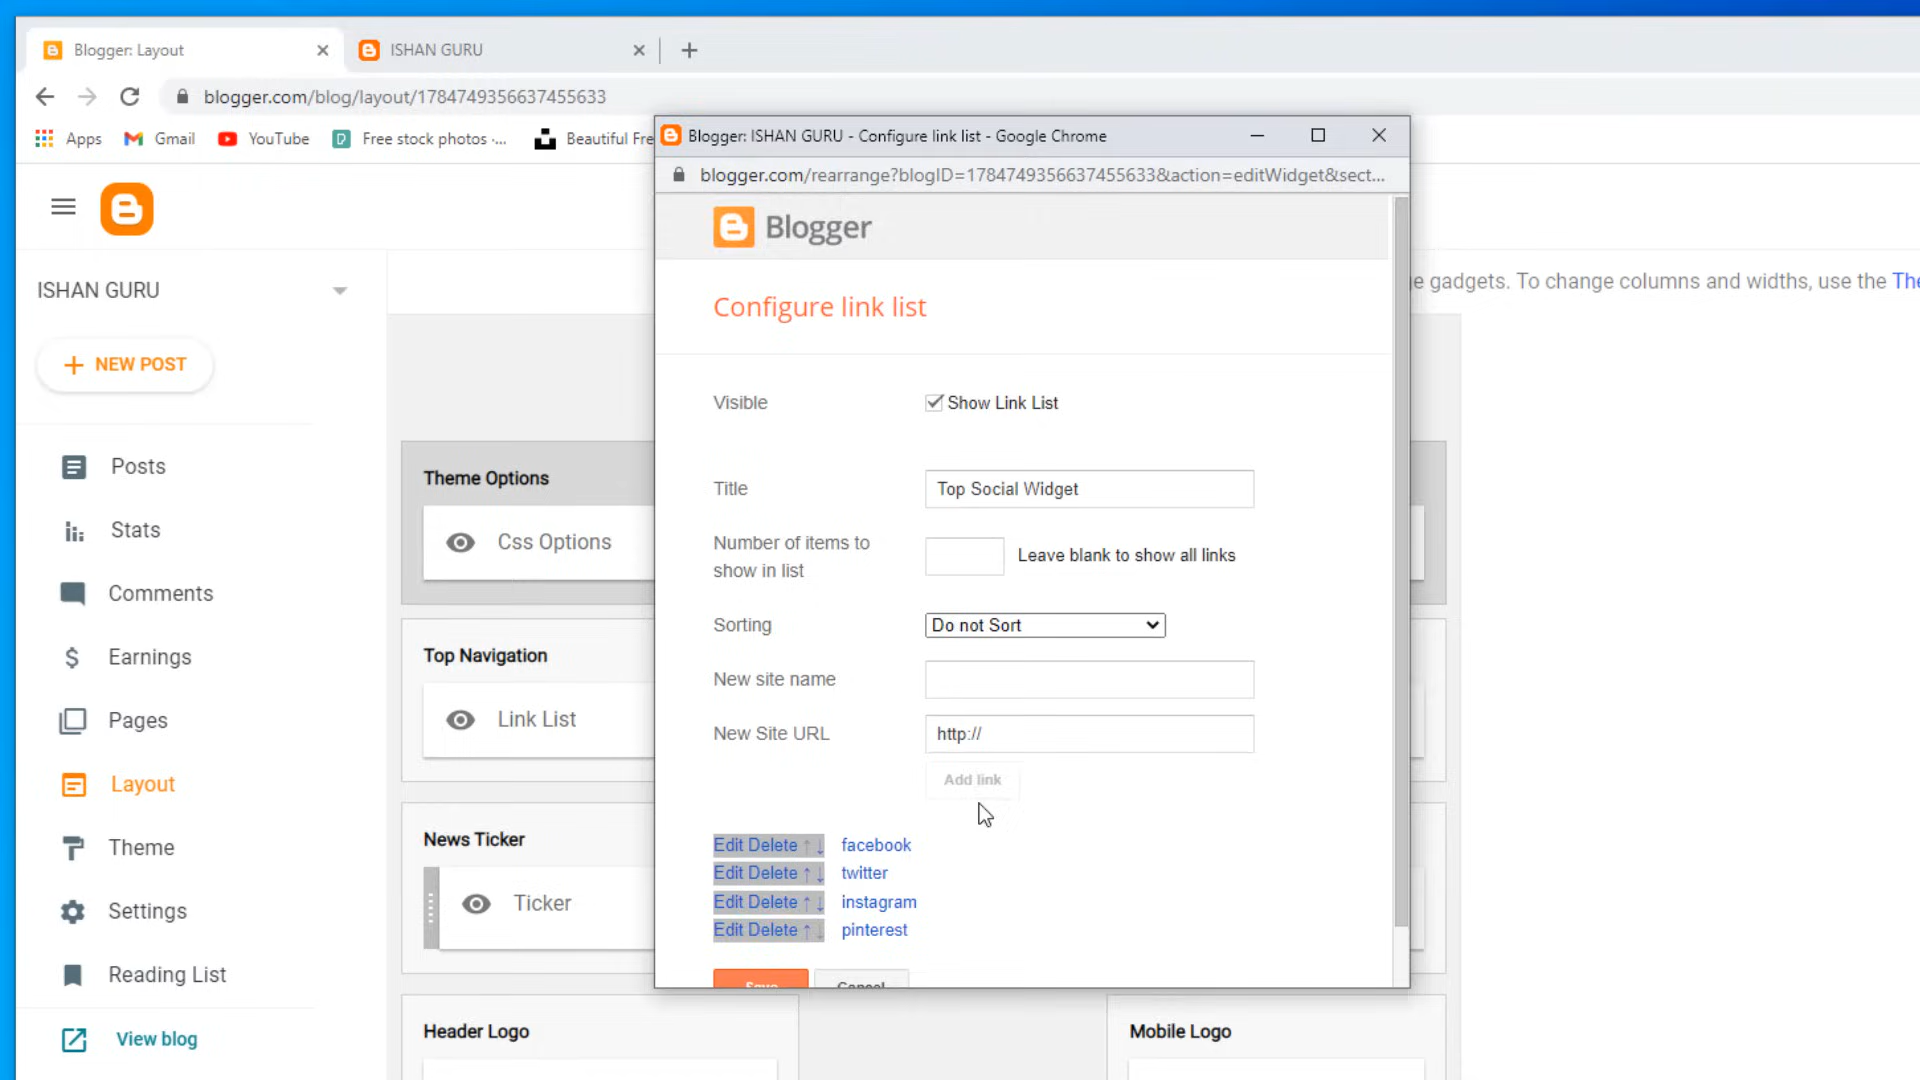 Blogger: Layout
ISHAN GURU
blogger.com/blog/layout/1784749356637455633
Apps
Gmail
YouTube
Free stock photos ·...
Beautiful Fre
Blogger: ISHAN GURU - Configure link list - Google Chrome
blogger.com/rearrange?blogID=1784749356637455633&action=editWidget&sect...
Blogger
ISHAN GURU
e gadgets. To change columns and widths, use the The
Configure link list
NEW POST
Visible
Show Link List
Posts
Theme Options
Title
Top Social Widget
Stats
Css Options
Number of items to
show in list
Leave blank to show all links
Comments
Sorting
Do not Sort
Earnings
Top Navigation
New site name
Pages
Link List
New Site URL
http://
Layout
Add link
Theme
News Ticker
Edit Delete ↑ ↓ facebook
Edit Delete ↑ ↓ twitter
Edit Delete ↑ ↓ instagram
Edit Delete ↑ ↓ pinterest
Settings
Ticker
Reading List
Save
Cancel
View blog
Header Logo
Mobile Logo